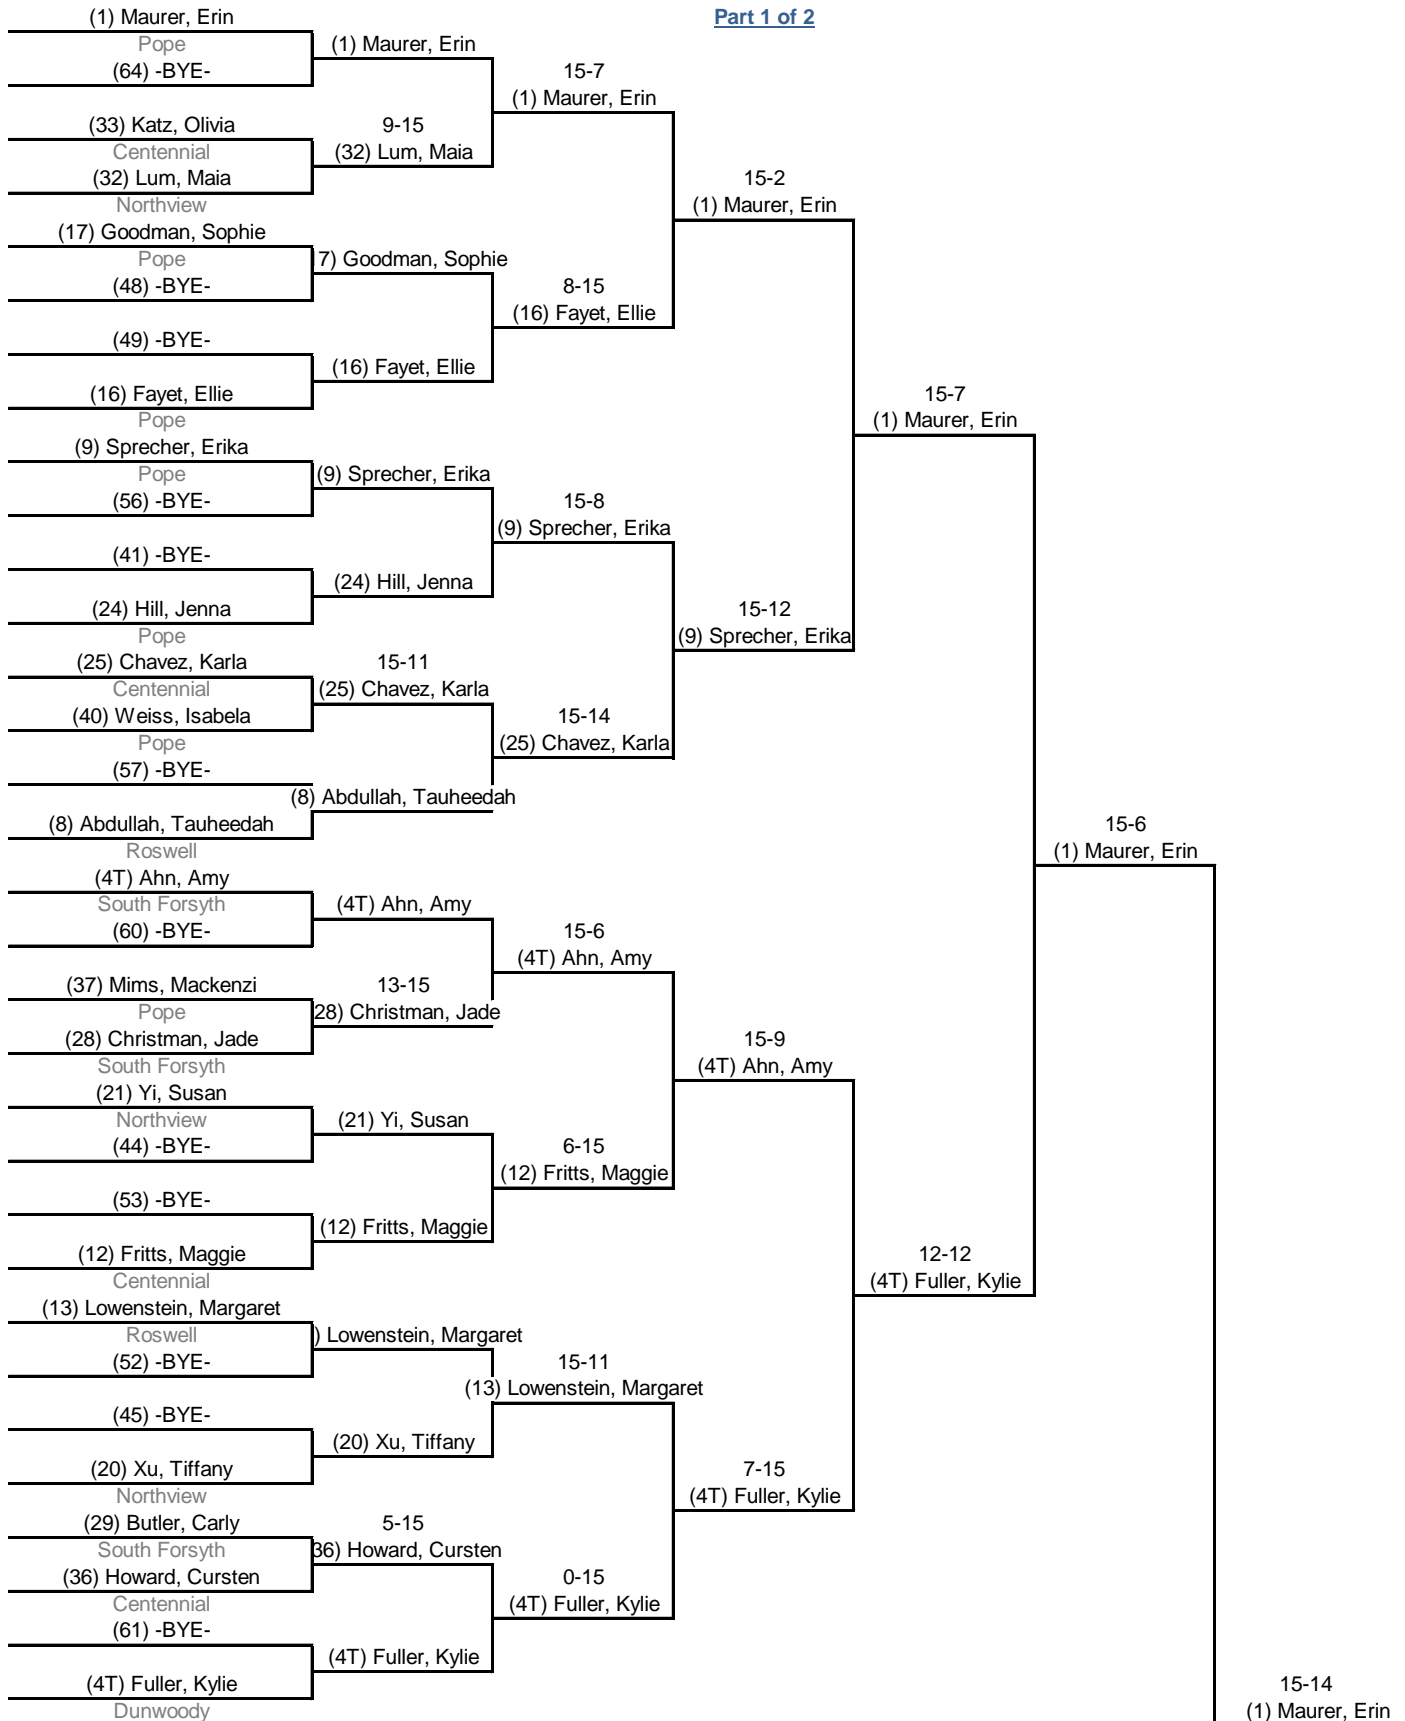 Part 1 of 2
(1) Maurer, Erin
Pope
(64) -BYE-
(33) Katz, Olivia
Centennial
(32) Lum, Maia
Northview
(17) Goodman, Sophie
Pope
(48) -BYE-
(49) -BYE-
(16) Fayet, Ellie
Pope
(9) Sprecher, Erika
Pope
(56) -BYE-
(41) -BYE-
(24) Hill, Jenna
Pope
(25) Chavez, Karla
Centennial
(40) Weiss, Isabela
Pope
(57) -BYE-
(8) Abdullah, Tauheedah
Roswell
(4T) Ahn, Amy
South Forsyth
(60) -BYE-
(37) Mims, Mackenzi
Pope
(28) Christman, Jade
South Forsyth
(21) Yi, Susan
Northview
(44) -BYE-
(53) -BYE-
(12) Fritts, Maggie
Centennial
(13) Lowenstein, Margaret
Roswell
(52) -BYE-
(45) -BYE-
(20) Xu, Tiffany
Northview
(29) Butler, Carly
South Forsyth
(36) Howard, Cursten
Centennial
(61) -BYE-
(4T) Fuller, Kylie
Dunwoody
(1) Maurer, Erin
9-15
(32) Lum, Maia
7) Goodman, Sophie
(16) Fayet, Ellie
(9) Sprecher, Erika
(24) Hill, Jenna
15-11
(25) Chavez, Karla
(8) Abdullah, Tauheedah
(4T) Ahn, Amy
13-15
28) Christman, Jade
(21) Yi, Susan
(12) Fritts, Maggie
) Lowenstein, Margaret
(20) Xu, Tiffany
5-15
36) Howard, Cursten
(4T) Fuller, Kylie
15-7
(1) Maurer, Erin
8-15
(16) Fayet, Ellie
15-8
(9) Sprecher, Erika
15-14
(25) Chavez, Karla
15-6
(4T) Ahn, Amy
6-15
(12) Fritts, Maggie
15-11
(13) Lowenstein, Margaret
0-15
(4T) Fuller, Kylie
15-2
(1) Maurer, Erin
15-12
(9) Sprecher, Erika
15-9
(4T) Ahn, Amy
7-15
(4T) Fuller, Kylie
15-7
(1) Maurer, Erin
12-12
(4T) Fuller, Kylie
15-6
(1) Maurer, Erin
15-14
(1) Maurer, Erin